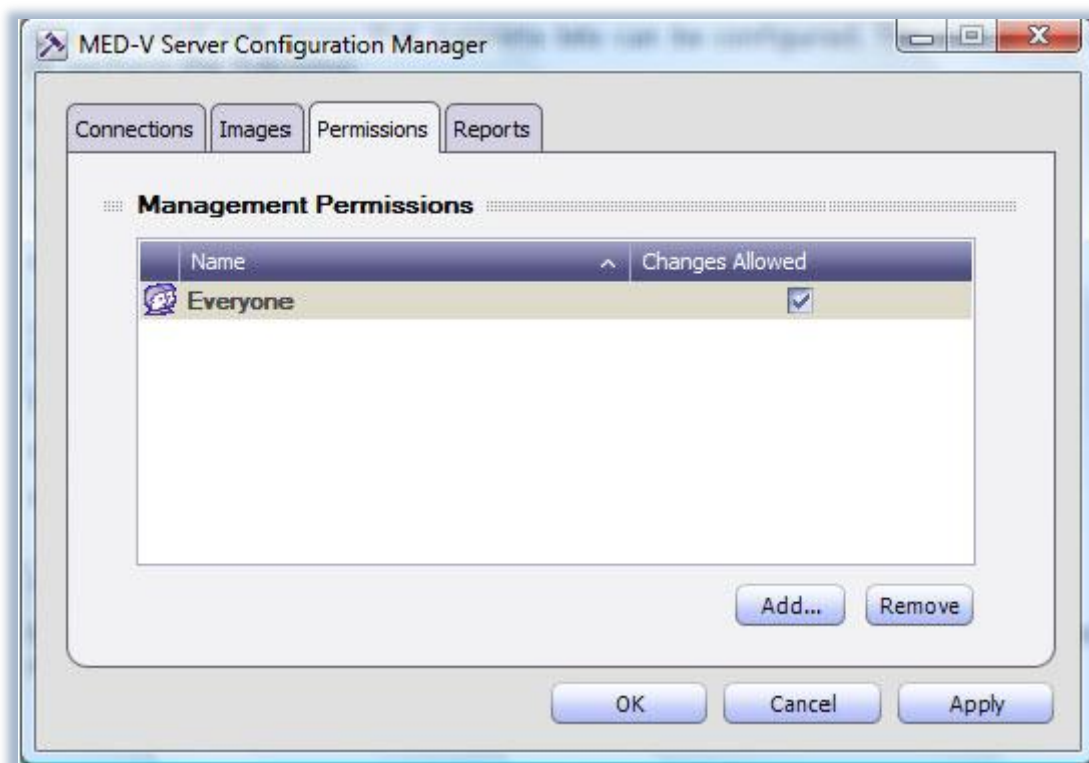 MED-V Server Configuration Manager
Connections Images Permissions Reports
Management Permissions
Name Changes Allowed
Everyone
Add... Remove
OK Cancel Apply